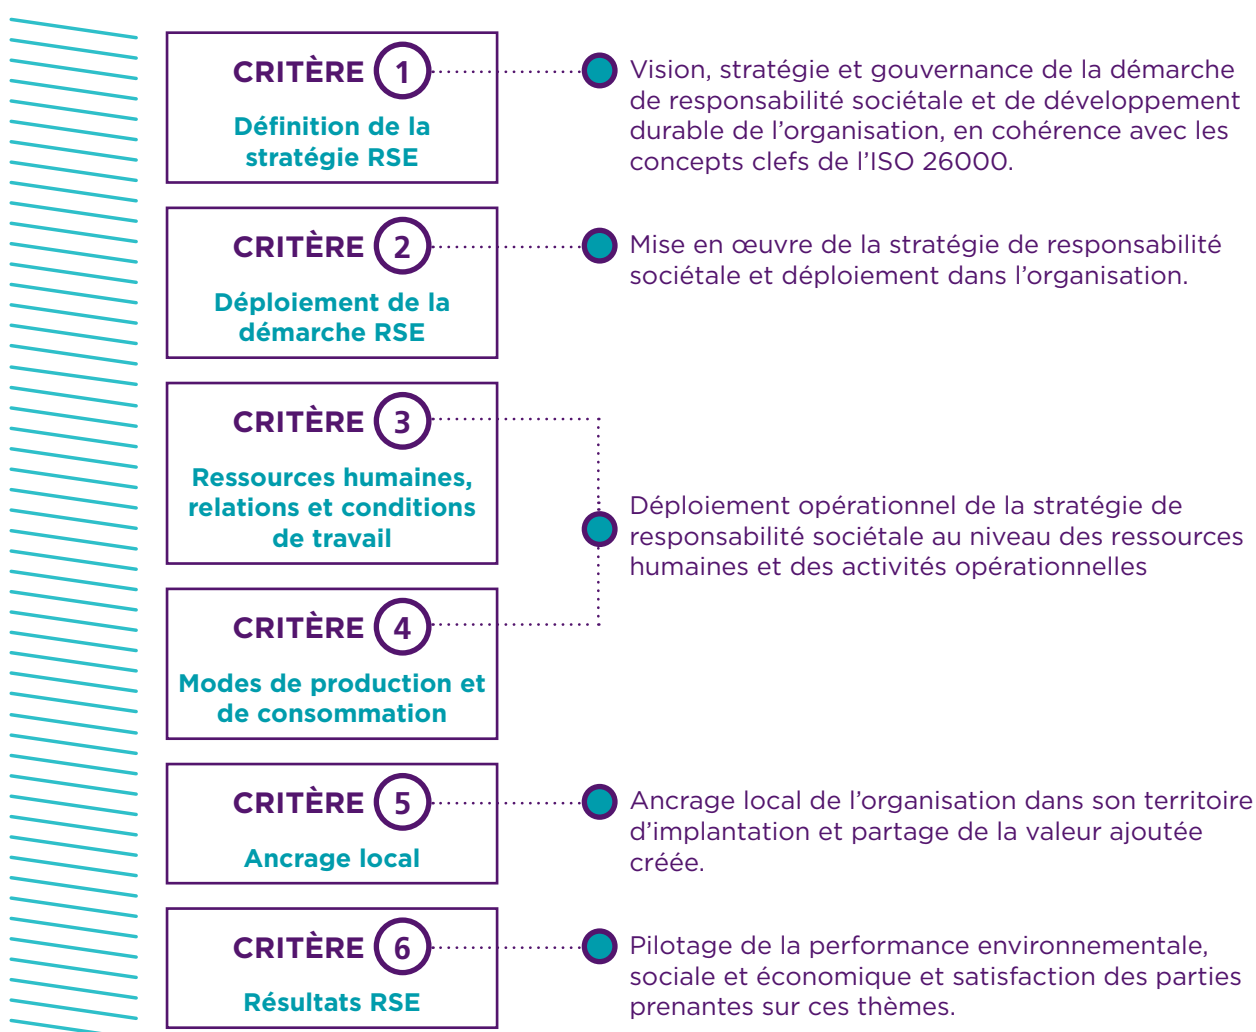 CRITÈRE 1
Définition de la
stratégie RSE
Vision, stratégie et gouvernance de la démarche
de responsabilité sociétale et de développement
durable de l’organisation, en cohérence avec les
concepts clefs de l’ISO 26000.
CRITÈRE 2
Déploiement de la
démarche RSE
Mise en œuvre de la stratégie de responsabilité
sociétale et déploiement dans l’organisation.
CRITÈRE 3
Ressources humaines,
relations et conditions
de travail
CRITÈRE 4
Modes de production et
de consommation
Déploiement opérationnel de la stratégie de
responsabilité sociétale au niveau des ressources
humaines et des activités opérationnelles
CRITÈRE 5
Ancrage local
Ancrage local de l’organisation dans son territoire
d’implantation et partage de la valeur ajoutée
créée.
CRITÈRE 6
Résultats RSE
Pilotage de la performance environnementale,
sociale et économique et satisfaction des parties
prenantes sur ces thèmes.